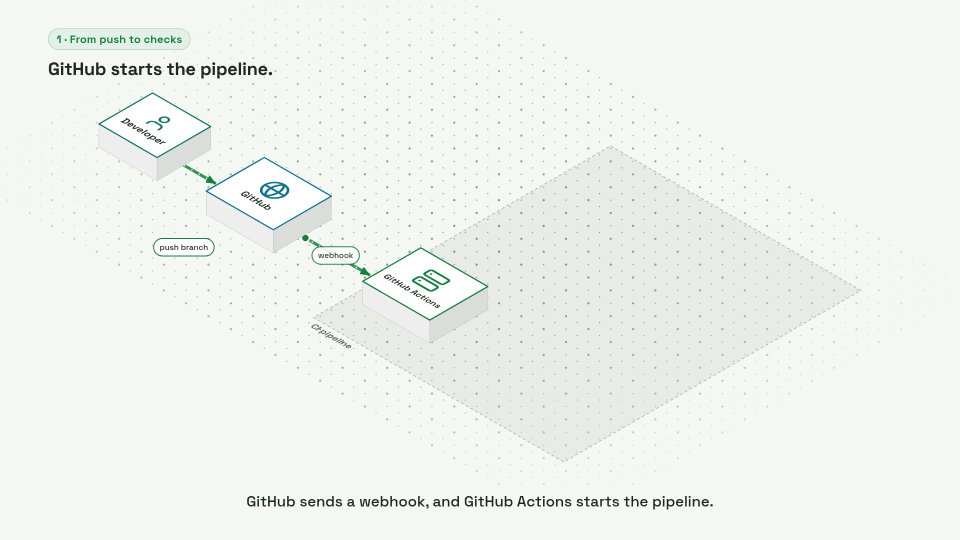 1 · From push to checks
GitHub starts the pipeline.
Developer
GitHub
push branch
webhook
GitHub Actions
CI pipeline
GitHub sends a webhook, and GitHub Actions starts the pipeline.